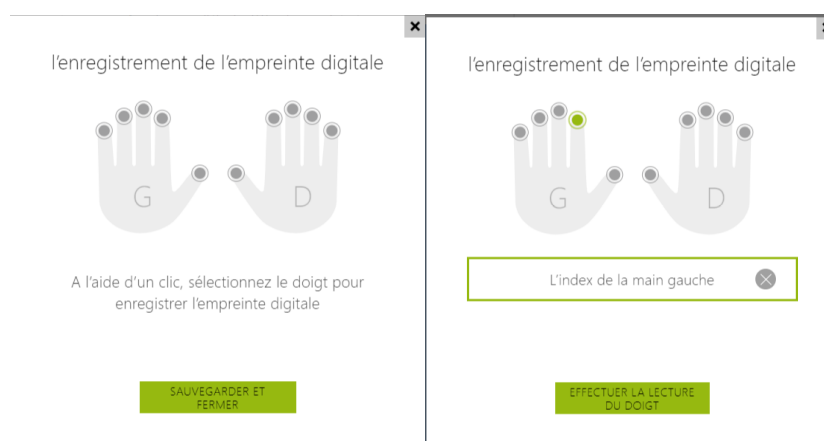 l'enregistrement de l'empreinte digitale
G
D
A l'aide d'un clic, sélectionnez le doigt pour
enregistrer l'empreinte digitale
SAUVEGARDER ET
FERMER
l'enregistrement de l'empreinte digitale
G
D
L'index de la main gauche
EFFECTUER LA LECTURE
DU DOIGT